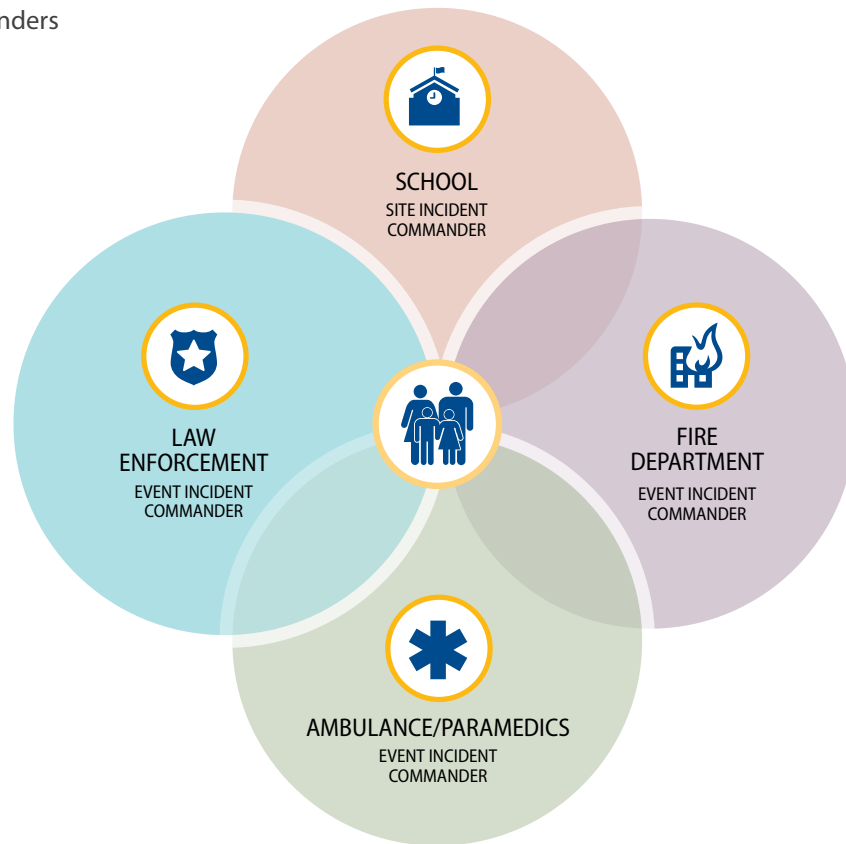 SCHOOL
SITE INCIDENT
COMMANDER
LAW
ENFORCEMENT
EVENT INCIDENT
COMMANDER
FIRE
DEPARTMENT
EVENT INCIDENT
COMMANDER
AMBULANCE/PARAMEDICS
EVENT INCIDENT
COMMANDER